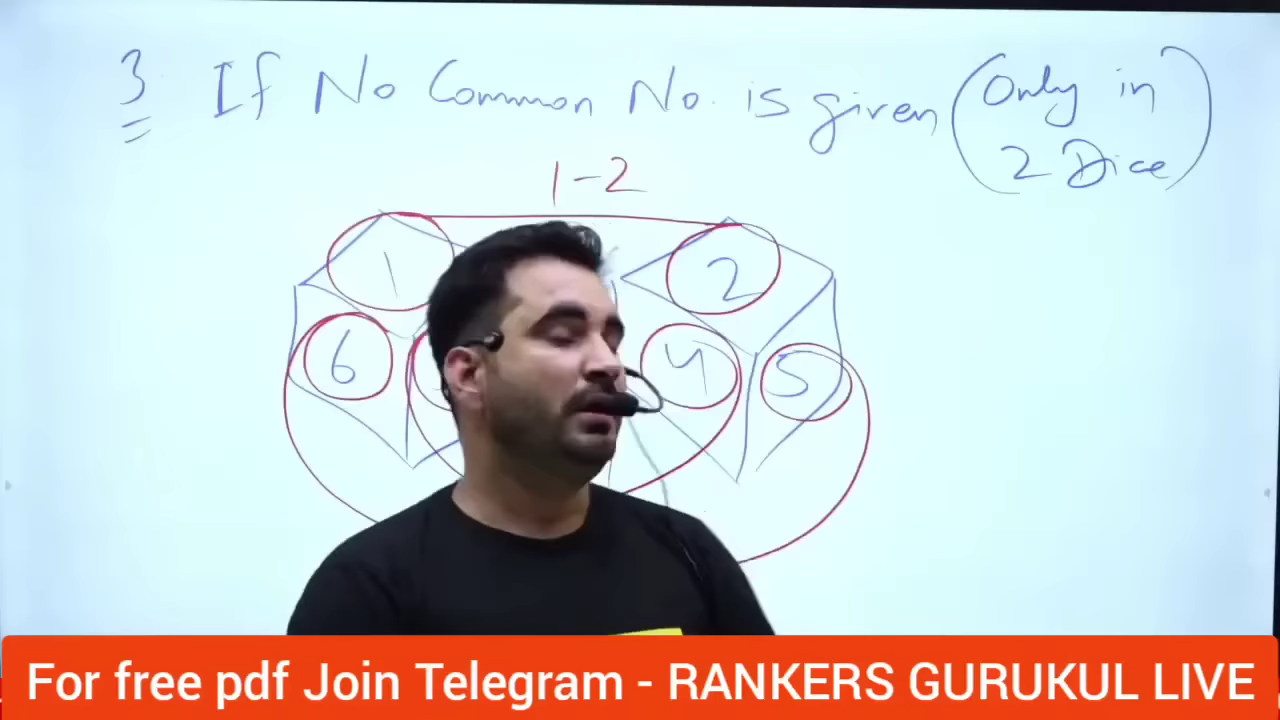 3 If No Common No. is given (Only in
2 Dice)
1-2
1 2
6 4 5
For free pdf Join Telegram - RANKERS GURUKUL LIVE